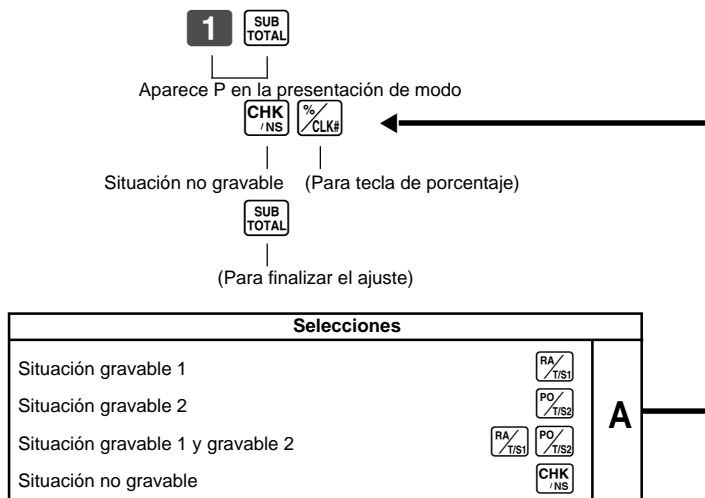 1 SUB TOTAL
Aparece P en la presentación de modo
CHK /NS %/CLK#
Situación no gravable (Para tecla de porcentaje)
SUB TOTAL
(Para finalizar el ajuste)
Selecciones
Situación gravable 1 RA/T/S1
Situación gravable 2 PO/T/S2
A
Situación gravable 1 y gravable 2 RA/T/S1 PO/T/S2
Situación no gravable CHK /NS